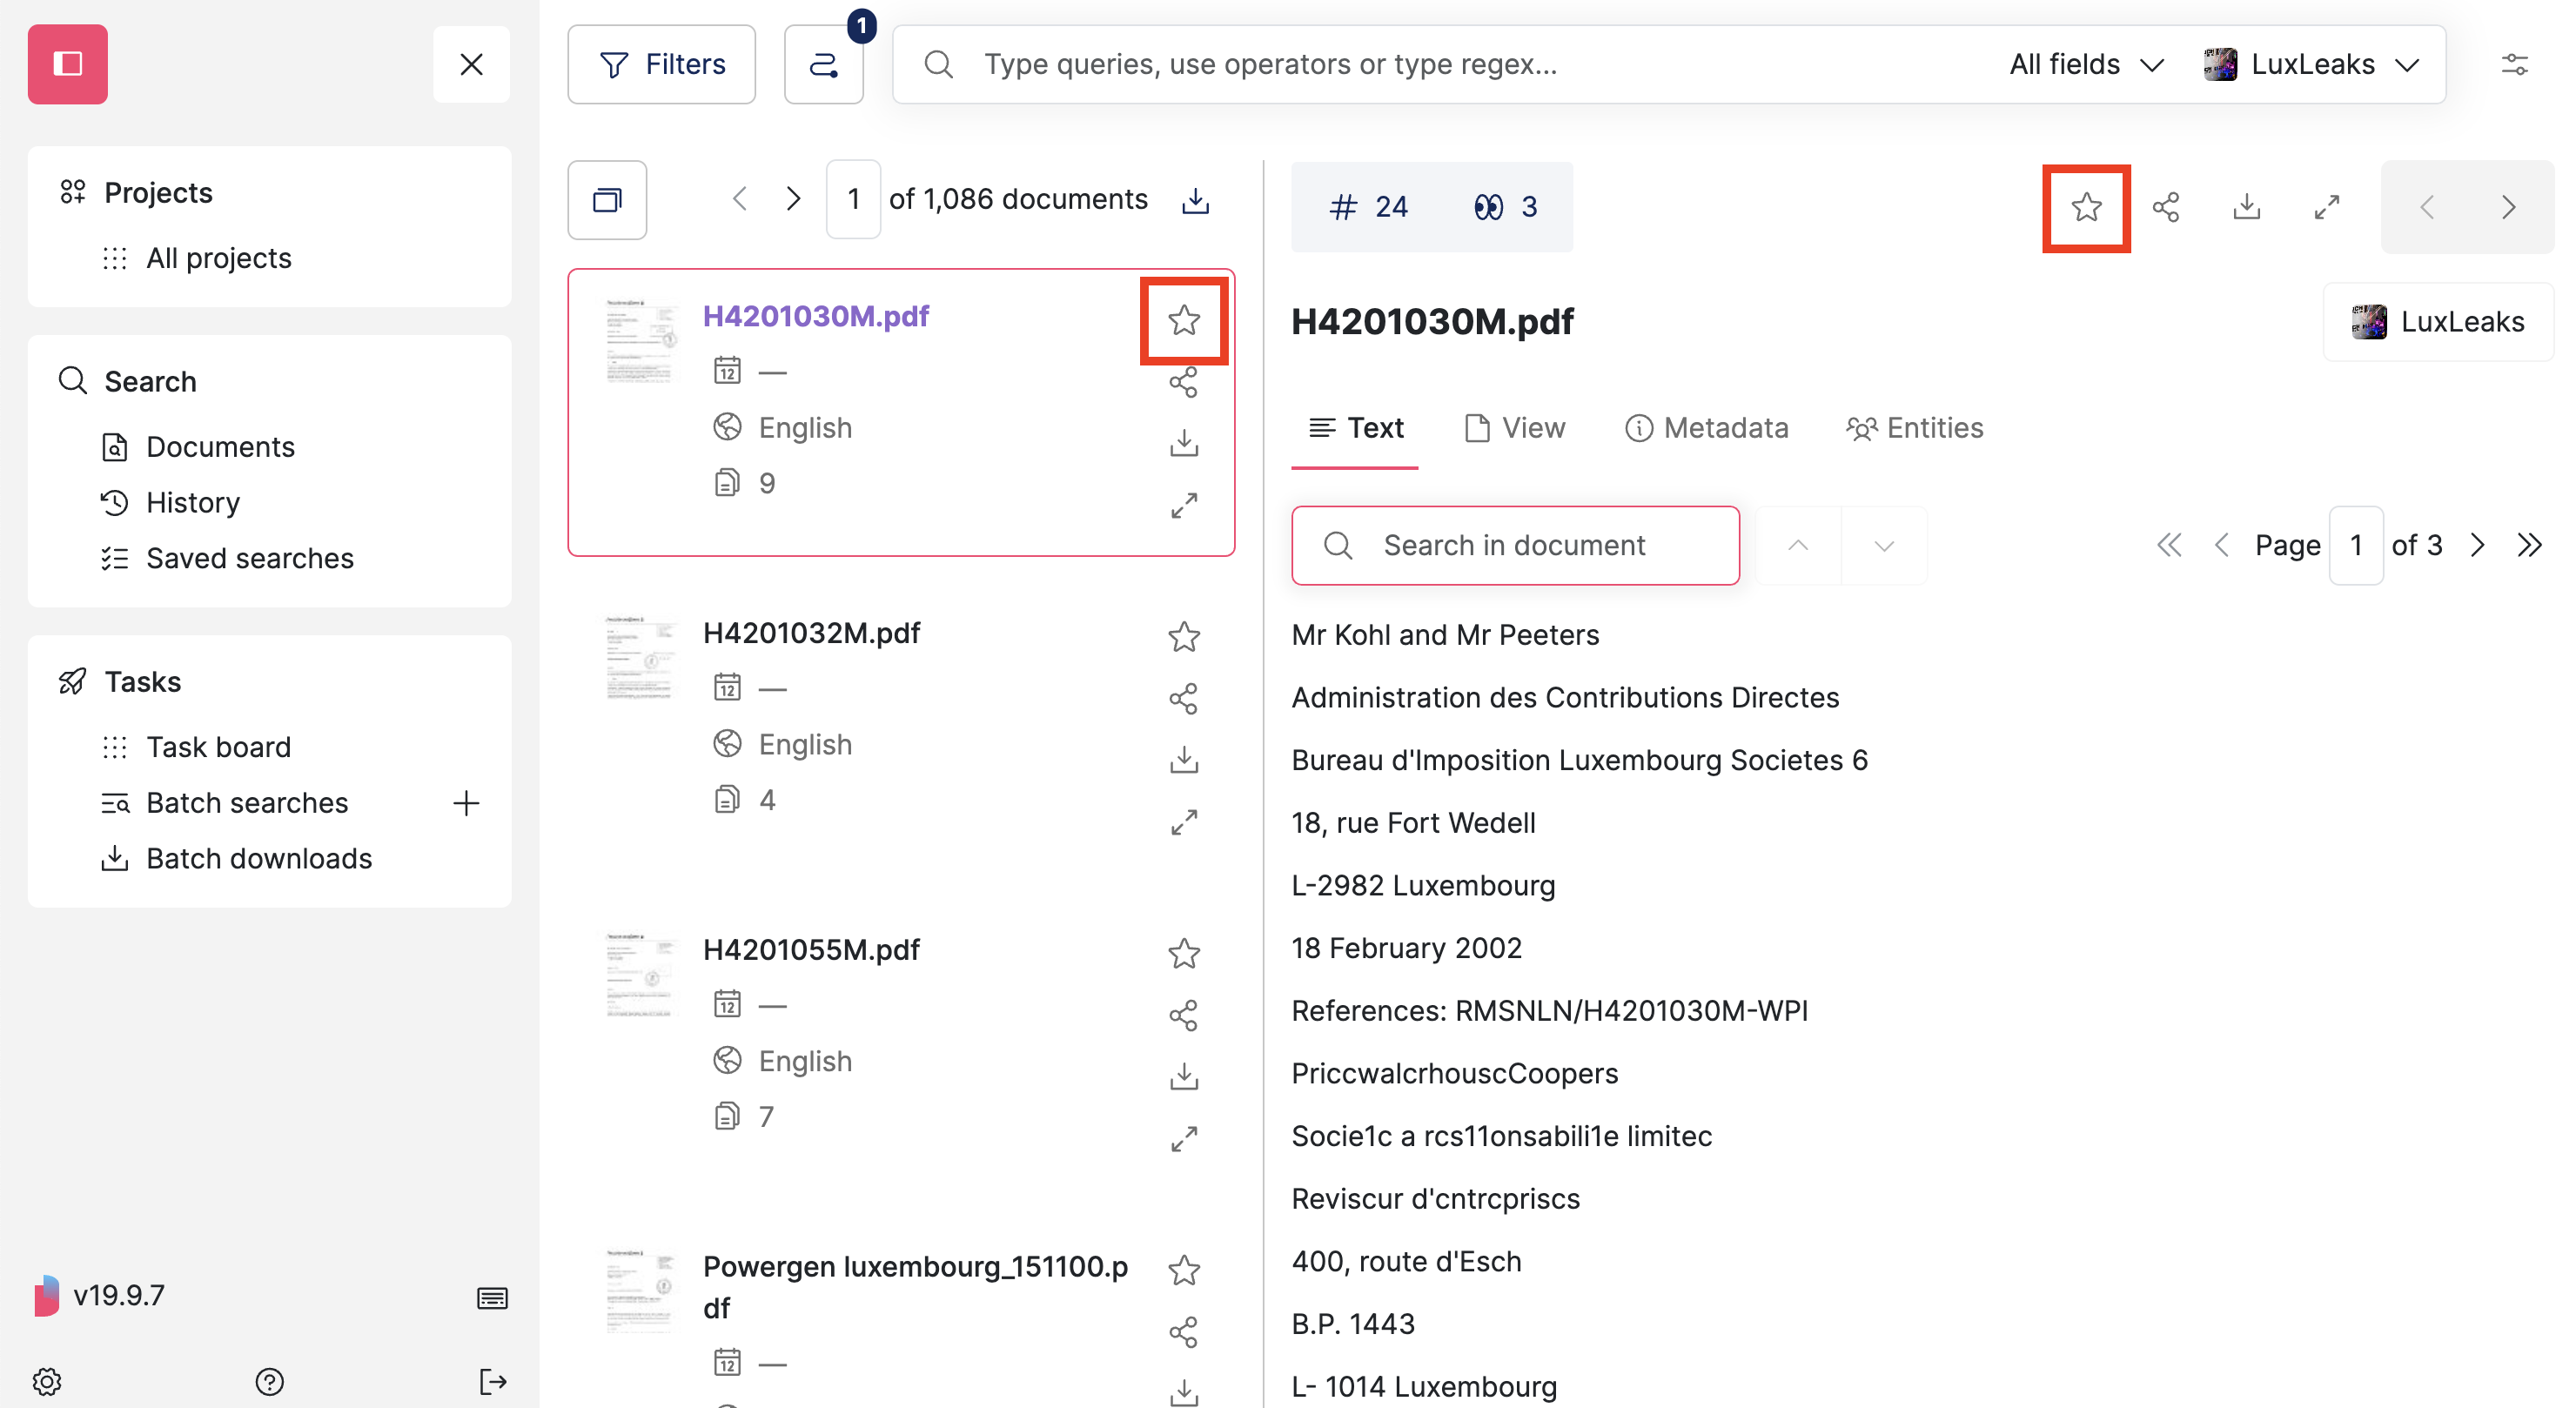 Projects
All projects
Search
Documents
History
Saved searches
Tasks
Task board
Batch searches
Batch downloads
v19.9.7
Filters
1
Type queries, use operators or type regex...
All fields
LuxLeaks
1 of 1,086 documents
H4201030M.pdf
12 —
English
9
H4201032M.pdf
12 —
English
4
H4201055M.pdf
12 —
English
7
Powergen luxembourg_151100.p
df
12 —
# 24
3
H4201030M.pdf
LuxLeaks
Text View Metadata Entities
Search in document
Page 1 of 3
Mr Kohl and Mr Peeters
Administration des Contributions Directes
Bureau d'Imposition Luxembourg Societes 6
18, rue Fort Wedell
L-2982 Luxembourg
18 February 2002
References: RMSNLN/H4201030M-WPI
PriccwalcrhouscCoopers
Socie1c a rcs11onsabili1e limitec
Reviscur d'cntrcpriscs
400, route d'Esch
B.P. 1443
L- 1014 Luxembourg